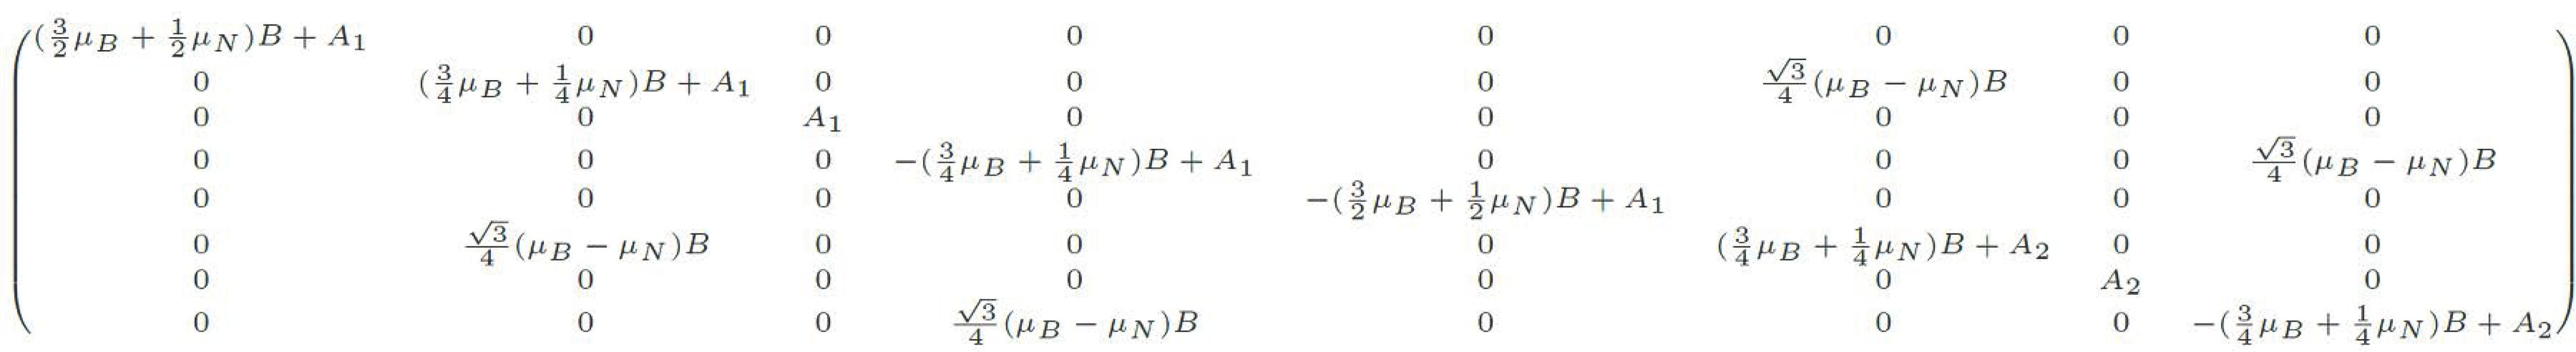 (3/2 μ_B + 1/2 μ_N)B + A_1 0 0 0 0 0 0 0
0 (3/4 μ_B + 1/4 μ_N)B + A_1 0 0 0 √3/4 (μ_B − μ_N)B 0 0
0 0 A_1 0 0 0 0 0
0 0 0 −(3/4 μ_B + 1/4 μ_N)B + A_1 0 0 0 √3/4 (μ_B − μ_N)B
0 0 0 0 −(3/2 μ_B + 1/2 μ_N)B + A_1 0 0 0
0 √3/4 (μ_B − μ_N)B 0 0 0 (3/4 μ_B + 1/4 μ_N)B + A_2 0 0
0 0 0 0 0 0 A_2 0
0 0 0 √3/4 (μ_B − μ_N)B 0 0 0 −(3/4 μ_B + 1/4 μ_N)B + A_2